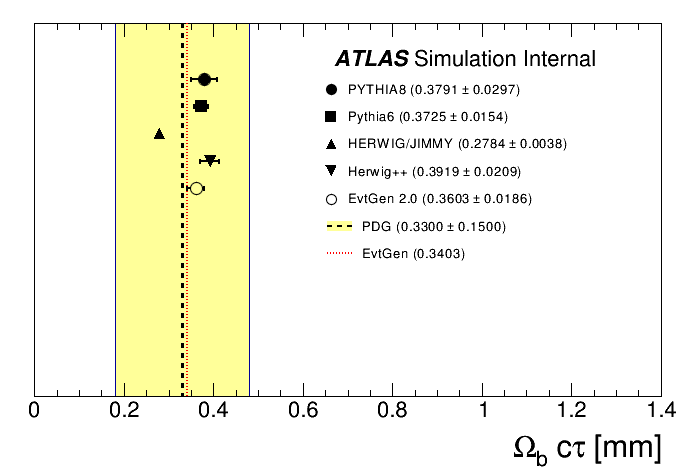 ATLAS Simulation Internal
PYTHIA8 (0.3791 ± 0.0297)
Pythia6 (0.3725 ± 0.0154)
HERWIG/JIMMY (0.2784 ± 0.0038)
Herwig++ (0.3919 ± 0.0209)
EvtGen 2.0 (0.3603 ± 0.0186)
PDG (0.3300 ± 0.1500)
EvtGen (0.3403)
0 0.2 0.4 0.6 0.8 1 1.2 1.4
Ω_b cτ [mm]